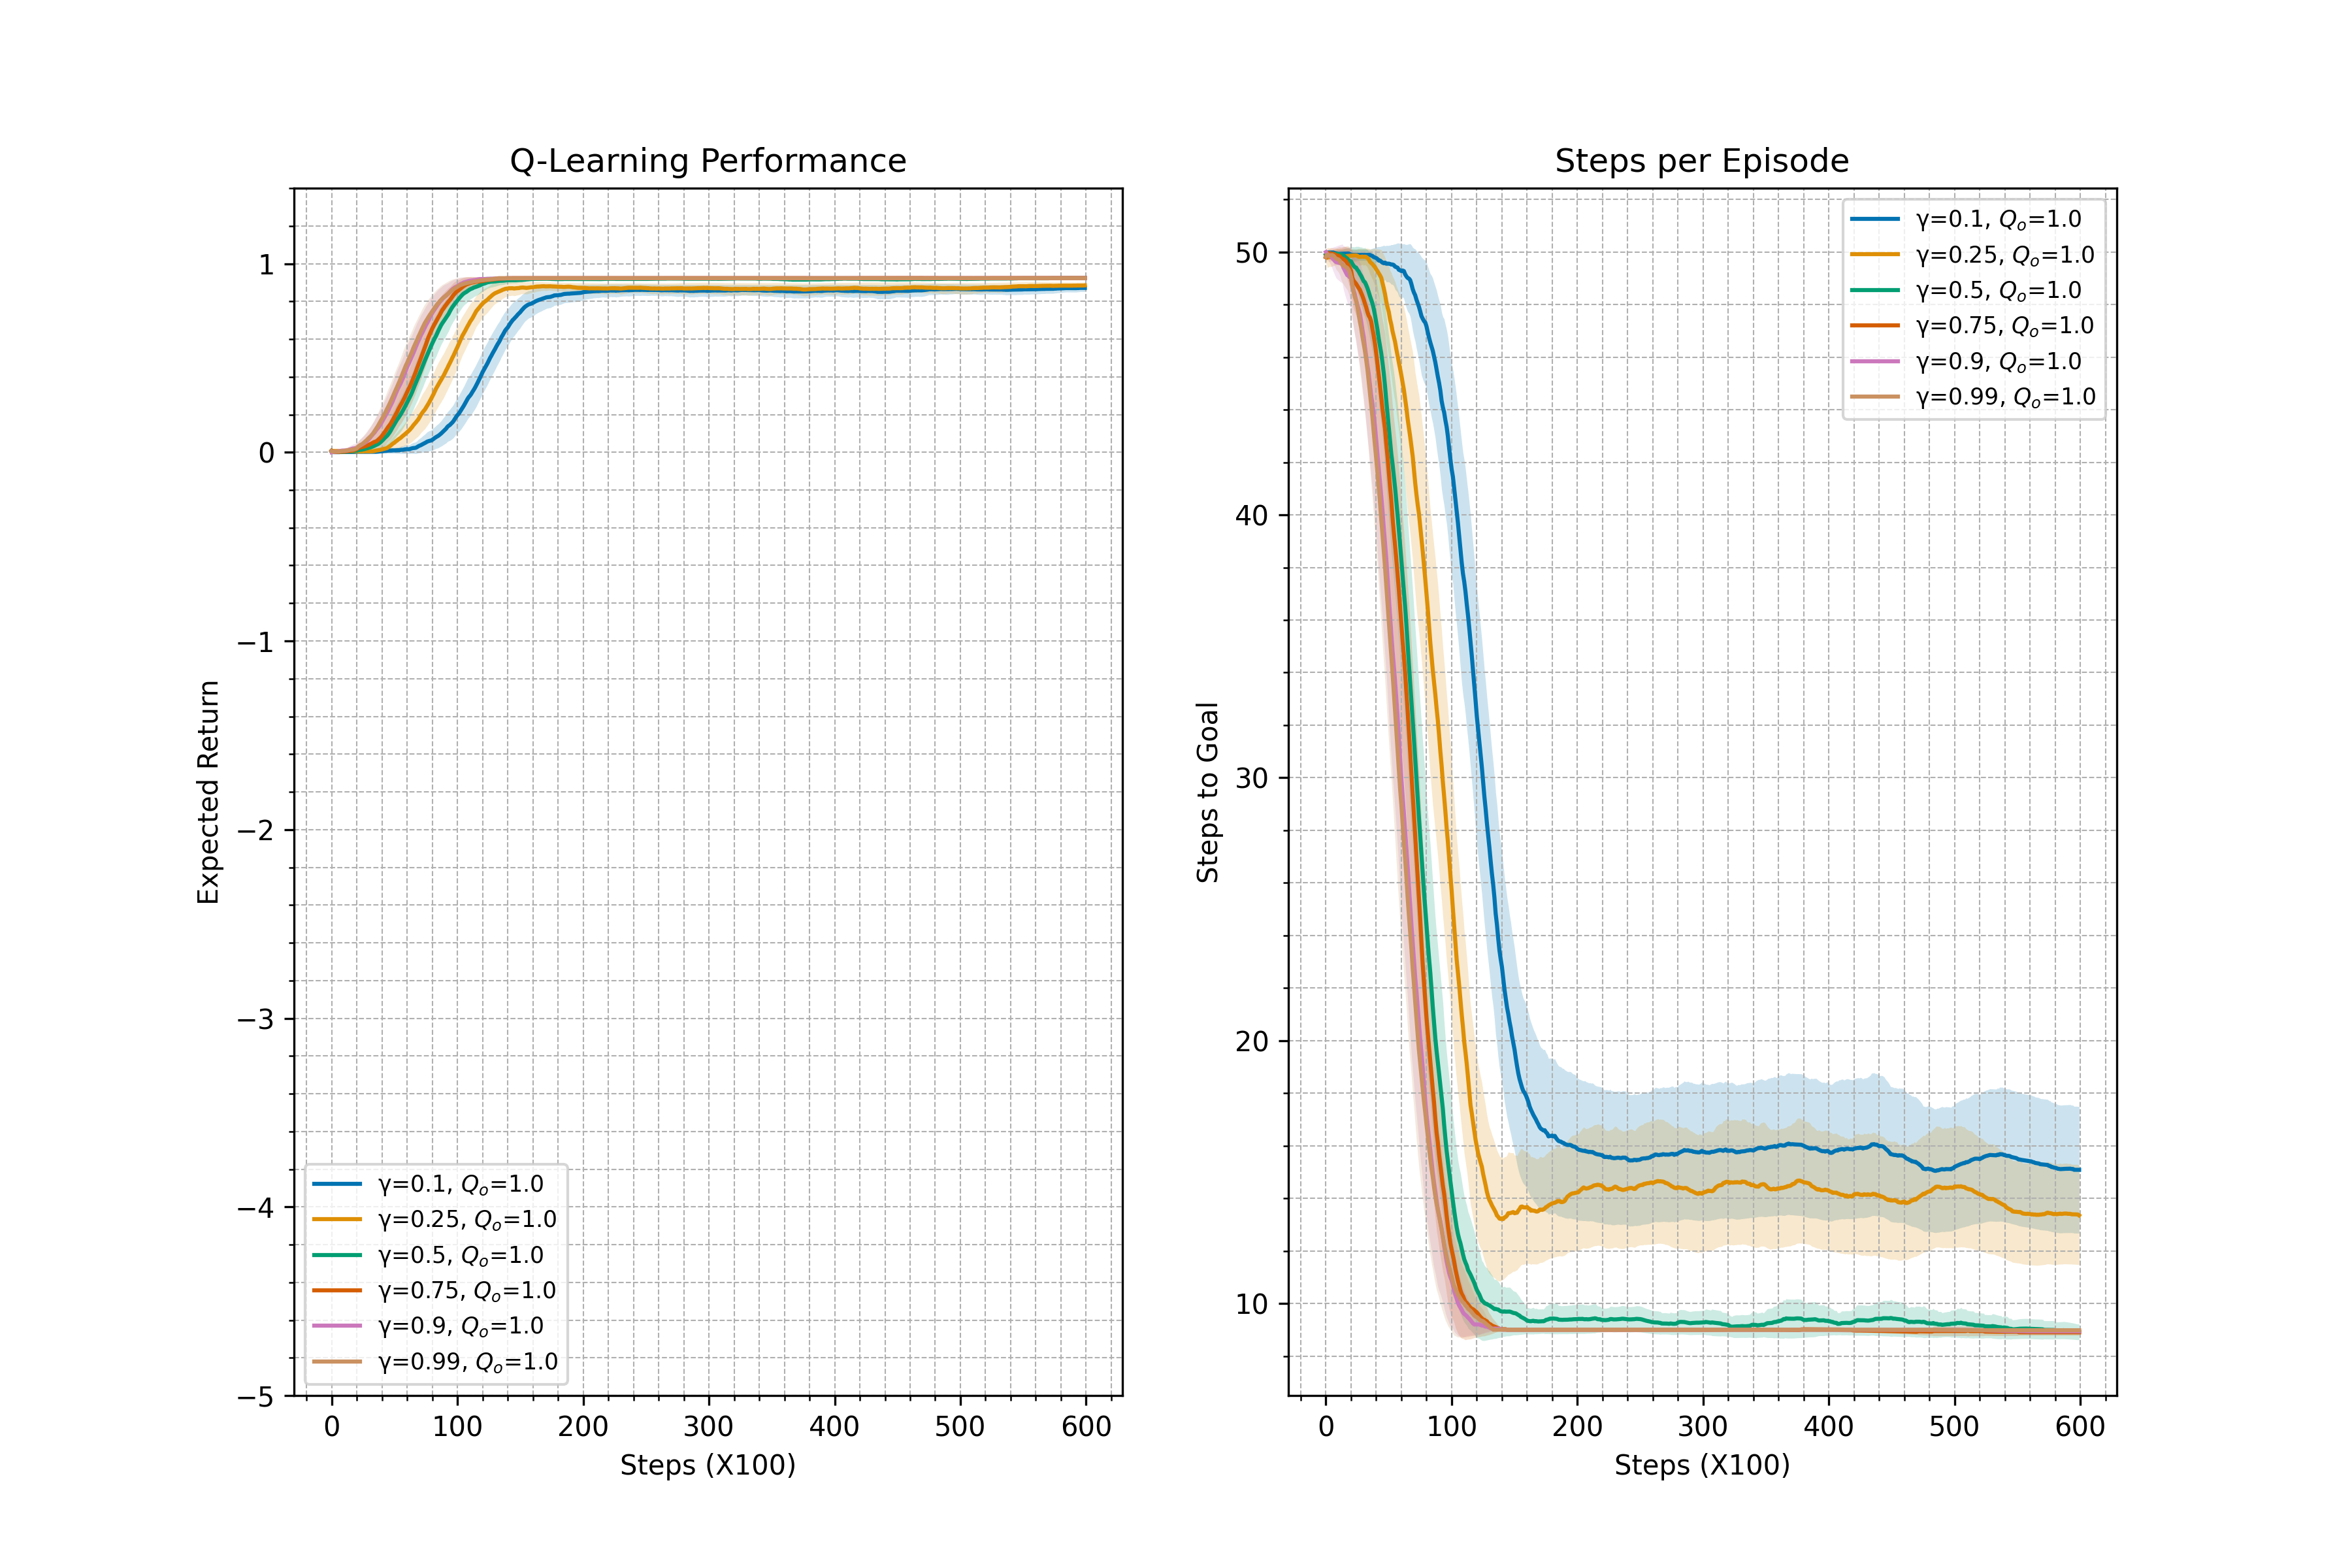 Q-Learning Performance
Expected Return
1
0
−1
−2
−3
−4
−5
γ=0.1, Qₒ=1.0
γ=0.25, Qₒ=1.0
γ=0.5, Qₒ=1.0
γ=0.75, Qₒ=1.0
γ=0.9, Qₒ=1.0
γ=0.99, Qₒ=1.0
0 100 200 300 400 500 600
Steps (X100)
Steps per Episode
Steps to Goal
50
40
30
20
10
γ=0.1, Qₒ=1.0
γ=0.25, Qₒ=1.0
γ=0.5, Qₒ=1.0
γ=0.75, Qₒ=1.0
γ=0.9, Qₒ=1.0
γ=0.99, Qₒ=1.0
0 100 200 300 400 500 600
Steps (X100)